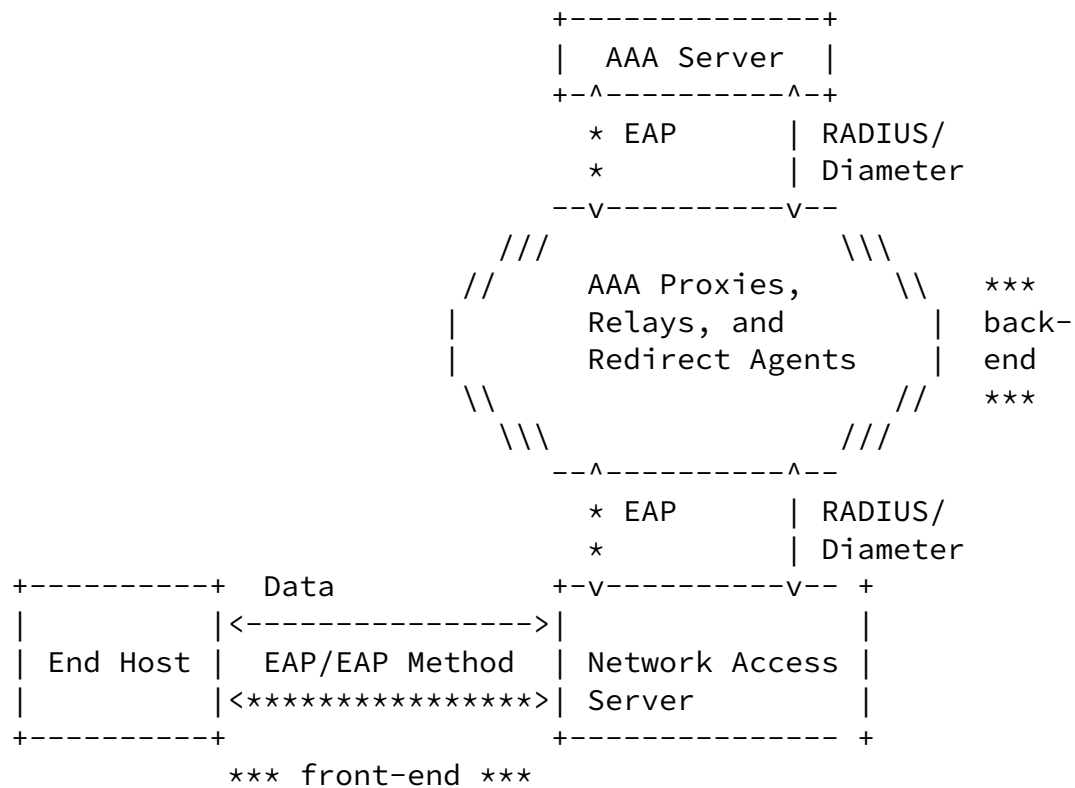 AAA Server
* EAP | RADIUS/
* | Diameter
AAA Proxies, ***
Relays, and back-
Redirect Agents end
***
* EAP | RADIUS/
* | Diameter
Data
End Host EAP/EAP Method Network Access
<****************> Server
*** front-end ***